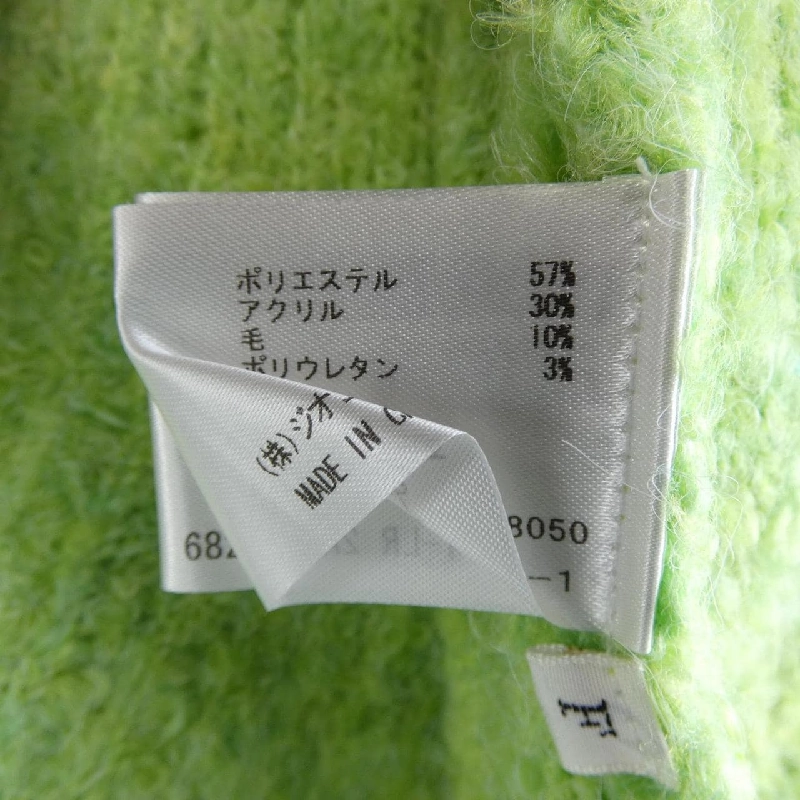 ポリエステル 57%
アクリル 30%
毛 10%
ポリウレタン 3%
(株)ジオ
MADE IN
8050
-1
F